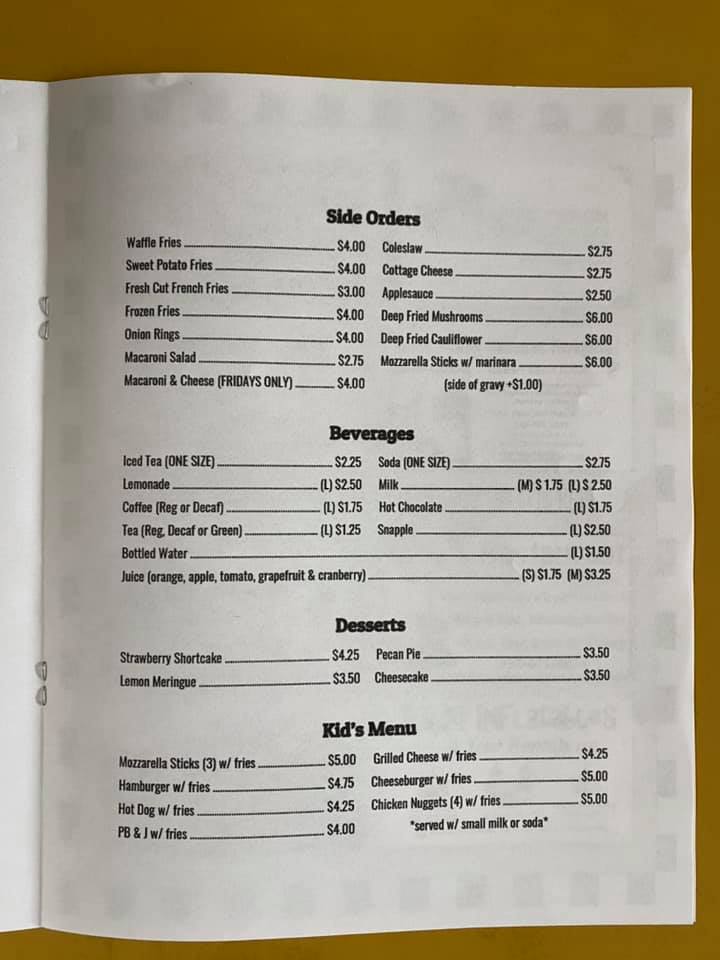 Side Orders
Waffle Fries $4.00 Coleslaw $2.75
Sweet Potato Fries $4.00 Cottage Cheese $2.75
Fresh Cut French Fries $3.00 Applesauce $2.50
Frozen Fries $4.00 Deep Fried Mushrooms $6.00
Onion Rings $4.00 Deep Fried Cauliflower $6.00
Macaroni Salad $2.75 Mozzarella Sticks w/ marinara $6.00
Macaroni & Cheese (FRIDAYS ONLY) $4.00 (side of gravy +$1.00)
Beverages
Iced Tea (ONE SIZE) $2.25 Soda (ONE SIZE) $2.75
Lemonade (L) $2.50 Milk (M) $ 1.75 (L) $ 2.50
Coffee (Reg or Decaf) (L) $1.75 Hot Chocolate (L) $1.75
Tea (Reg, Decaf or Green) (L) $1.25 Snapple (L) $2.50
Bottled Water (L) $1.50
Juice (orange, apple, tomato, grapefruit & cranberry) (S) $1.75 (M) $3.25
Desserts
Strawberry Shortcake $4.25 Pecan Pie $3.50
Lemon Meringue $3.50 Cheesecake $3.50
Kid's Menu
Mozzarella Sticks (3) w/ fries $5.00 Grilled Cheese w/ fries $4.25
Hamburger w/ fries $4.75 Cheeseburger w/ fries $5.00
Hot Dog w/ fries $4.25 Chicken Nuggets (4) w/ fries $5.00
PB & J w/ fries $4.00 *served w/ small milk or soda*